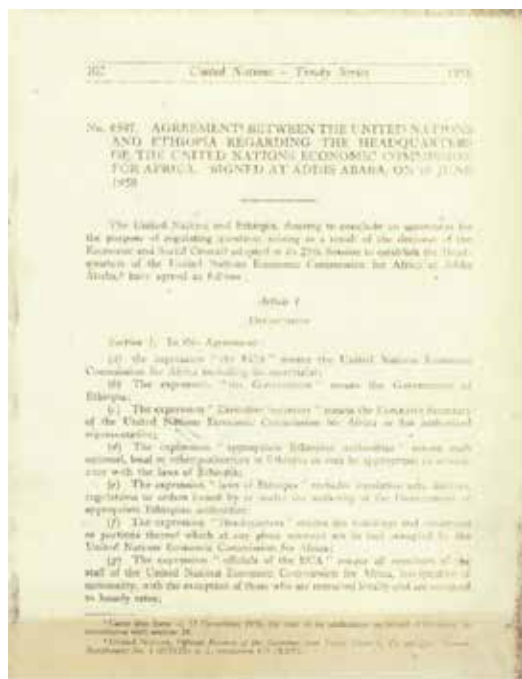 United Nations — Treaty Series
AGREEMENT BETWEEN THE UNITED NATIONS
AND ETHIOPIA REGARDING THE HEADQUARTERS
OF THE UNITED NATIONS ECONOMIC COMMISSION
FOR AFRICA. SIGNED AT ADDIS ABABA, ON JUNE
1958
The United Nations and Ethiopia, desiring to conclude an agreement for
the purpose of regulating questions arising as a result of the decision of the
Economic and Social Council adopted at its 25th Session to establish the Head-
quarters of the United Nations Economic Commission for Africa at Addis
Ababa, have agreed as follows:
Article I
Section 1. In this Agreement:
(a) the expression "the ECA" means the United Nations Economic
Commission for Africa including its secretariat;
(b) The expression "the Government" means the Government of
Ethiopia;
(c) The expression "Executive Secretary" means the Executive Secretary
of the United Nations Economic Commission for Africa or his authorized
representative;
(d) The expression "appropriate Ethiopian authorities" means such
national, local or other authorities in Ethiopia as may be appropriate in
with the laws of Ethiopia;
(e) The expression "laws of Ethiopia" includes legislative acts, decrees,
regulations or orders issued by or under the authority of the Government or
appropriate Ethiopian authorities;
(f) The expression "Headquarters" means the buildings and
or portions thereof which at any given moment are in fact occupied by the
United Nations Economic Commission for Africa;
(g) The expression "officials of the ECA" means all members of the
staff of the United Nations Economic Commission for Africa, irrespective of
nationality, with the exception of those who are recruited locally and are assigned
to hourly rates;